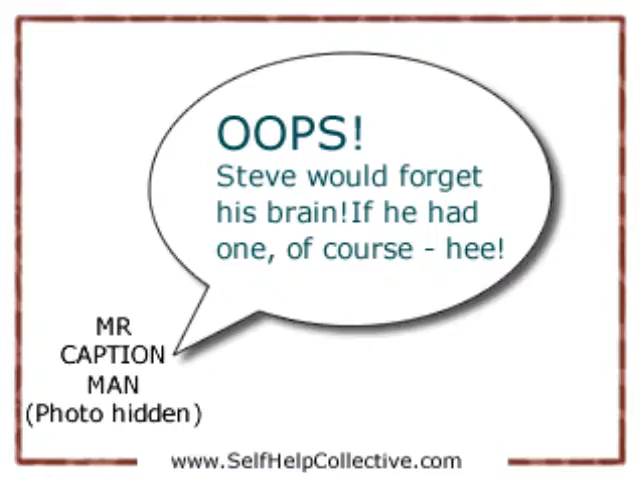 OOPS!
Steve would forget
his brain!If he had
one, of course - hee!
MR
CAPTION
MAN
(Photo hidden)
www.SelfHelpCollective.com